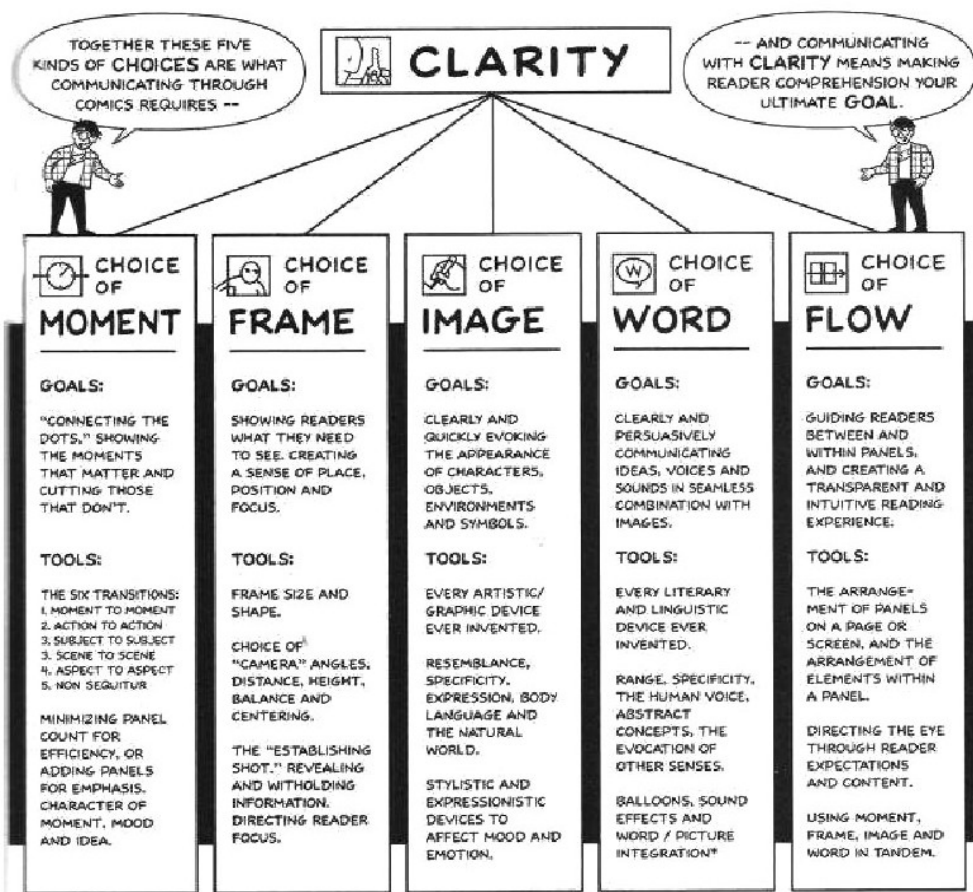 TOGETHER THESE FIVE
KINDS OF CHOICES ARE WHAT
COMMUNICATING THROUGH
COMICS REQUIRES --
CLARITY
-- AND COMMUNICATING
WITH CLARITY MEANS MAKING
READER COMPREHENSION YOUR
ULTIMATE GOAL.
CHOICE
OF
MOMENT
GOALS:
"CONNECTING THE
DOTS," SHOWING
THE MOMENTS
THAT MATTER AND
CUTTING THOSE
THAT DON'T.
TOOLS:
THE SIX TRANSITIONS:
1. MOMENT TO MOMENT
2. ACTION TO ACTION
3. SUBJECT TO SUBJECT
3. SCENE TO SCENE
4. ASPECT TO ASPECT
5. NON SEQUITUR
MINIMIZING PANEL
COUNT FOR
EFFICIENCY, OR
ADDING PANELS
FOR EMPHASIS.
CHARACTER OF
MOMENT, MOOD
AND IDEA.
CHOICE
OF
FRAME
GOALS:
SHOWING READERS
WHAT THEY NEED
TO SEE. CREATING
A SENSE OF PLACE,
POSITION AND
FOCUS.
TOOLS:
FRAME SIZE AND
SHAPE.
CHOICE OF
"CAMERA" ANGLES,
DISTANCE, HEIGHT,
BALANCE AND
CENTERING.
THE "ESTABLISHING
SHOT," REVEALING
AND WITHOLDING
INFORMATION.
DIRECTING READER
FOCUS.
CHOICE
OF
IMAGE
GOALS:
CLEARLY AND
QUICKLY EVOKING
THE APPEARANCE
OF CHARACTERS,
OBJECTS,
ENVIRONMENTS
AND SYMBOLS.
TOOLS:
EVERY ARTISTIC/
GRAPHIC DEVICE
EVER INVENTED.
RESEMBLANCE,
SPECIFICITY,
EXPRESSION, BODY
LANGUAGE AND
THE NATURAL
WORLD.
STYLISTIC AND
EXPRESSIONISTIC
DEVICES TO
AFFECT MOOD AND
EMOTION.
W
CHOICE
OF
WORD
GOALS:
CLEARLY AND
PERSUASIVELY
COMMUNICATING
IDEAS, VOICES AND
SOUNDS IN SEAMLESS
COMBINATION WITH
IMAGES.
TOOLS:
EVERY LITERARY
AND LINGUISTIC
DEVICE EVER
INVENTED.
RANGE, SPECIFICITY,
THE HUMAN VOICE,
ABSTRACT
CONCEPTS, THE
EVOCATION OF
OTHER SENSES.
BALLOONS, SOUND
EFFECTS AND
WORD / PICTURE
INTEGRATION*
CHOICE
OF
FLOW
GOALS:
GUIDING READERS
BETWEEN AND
WITHIN PANELS,
AND CREATING A
TRANSPARENT AND
INTUITIVE READING
EXPERIENCE.
TOOLS:
THE ARRANGE-
MENT OF PANELS
ON A PAGE OR
SCREEN, AND THE
ARRANGEMENT OF
ELEMENTS WITHIN
A PANEL.
DIRECTING THE EYE
THROUGH READER
EXPECTATIONS
AND CONTENT.
USING MOMENT,
FRAME, IMAGE AND
WORD IN TANDEM.